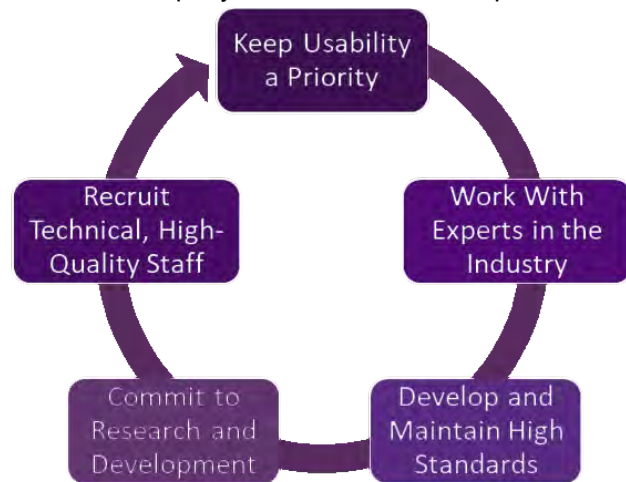 Keep Usability
a Priority
Work With
Experts in the
Industry
Develop and
Maintain High
Standards
Commit to
Research and
Development
Recruit
Technical, High-
Quality Staff